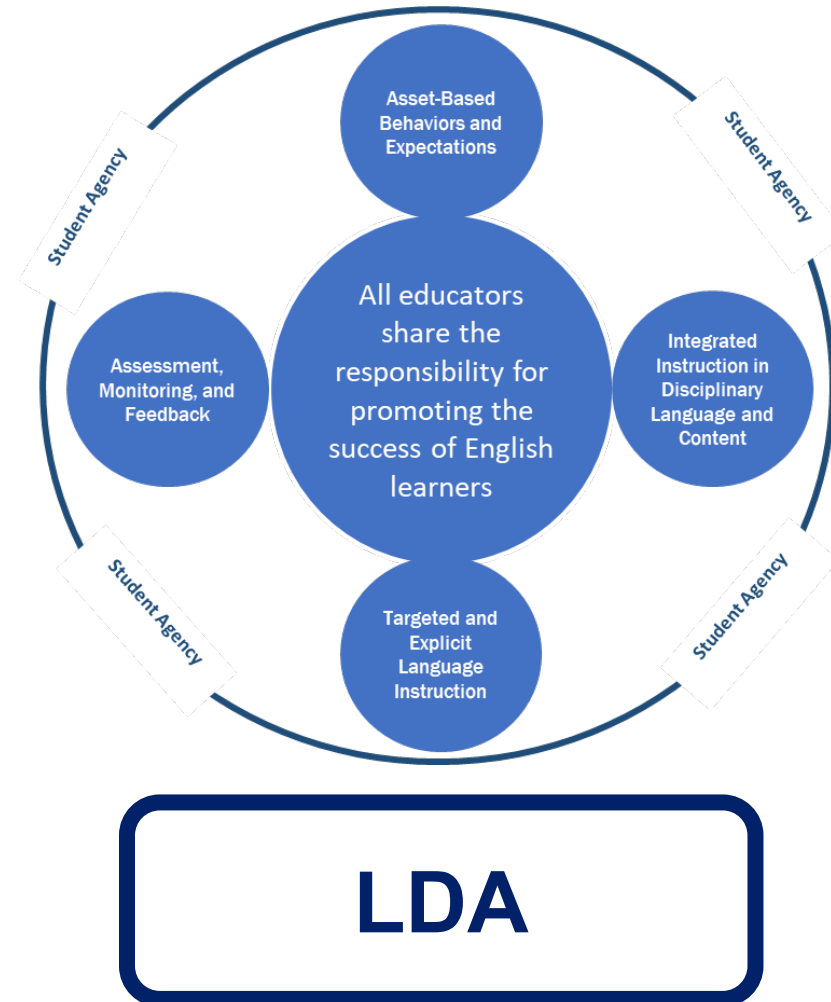 Asset-Based
Behaviors and
Expectations
Student Agency
Student Agency
All educators
share the
responsibility for
promoting the
success of English
learners
Assessment,
Monitoring, and
Feedback
Integrated
Instruction in
Disciplinary
Language and
Content
Student Agency
Student Agency
Targeted and
Explicit
Language
Instruction
LDA